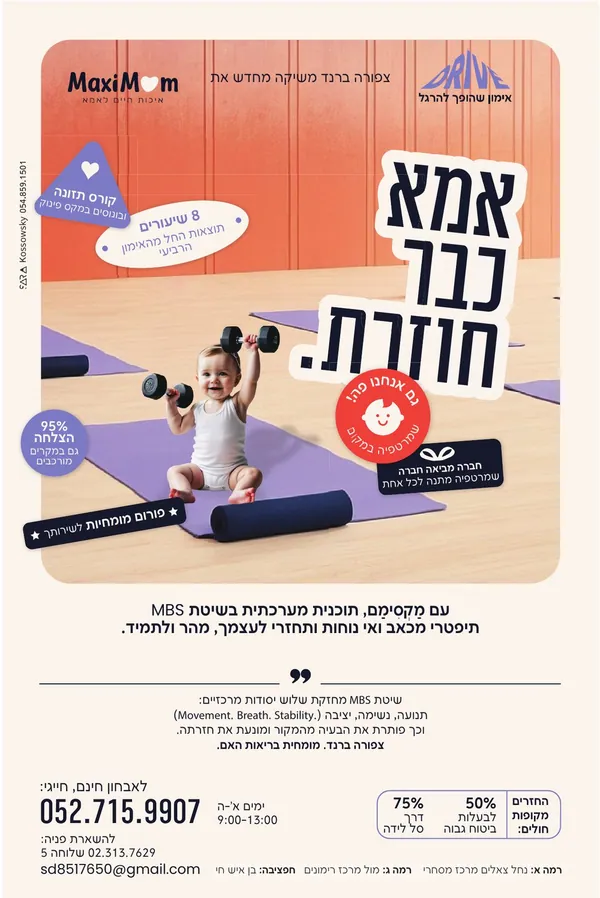 DRIVE
אימון שהופך להרגל
צפורה ברנד משיקה מחדש את
MaxiMom
איכות חיים לאמא
אמא
כבר
חוזרת.
קורס תזונה
ובונוסים במקס פינוק
8 שיעורים
תוצאות החל מהאימון
הרביעי
גם אנחנו פה!
שמרטפיה במקום
95%
הצלחה
גם במקרים
מורכבים
חברה מביאה חברה
שמרטפיה מתנה לכל אחת
★ פורום מומחיות לשירותך ★
Kossowsky 054.859.1501
עם מַקְסִימַם, תוכנית מערכתית בשיטת MBS
תיפטרי מכאב ואי נוחות ותחזרי לעצמך, מהר ולתמיד.
שיטת MBS מחזקת שלוש יסודות מרכזיים:
תנועה, נשימה, יציבה (Movement. Breath. Stability.)
וכך פותרת את הבעיה מהמקור ומונעת את חזרתה.
צפורה ברנד. מומחית בריאות האם.
החזרים
מקופות
חולים:
50%
לבעלות
ביטוח גבוה
75%
דרך
סל לידה
לאבחון חינם, חייגי:
052.715.9907
ימים א'-ה
9:00-13:00
להשארת פניה:
02.313.7629 שלוחה 5
sd8517650@gmail.com
רמה א: נחל צאלים מרכז מסחרי רמה ג: מול מרכז רימונים חפציבה: בן איש חי